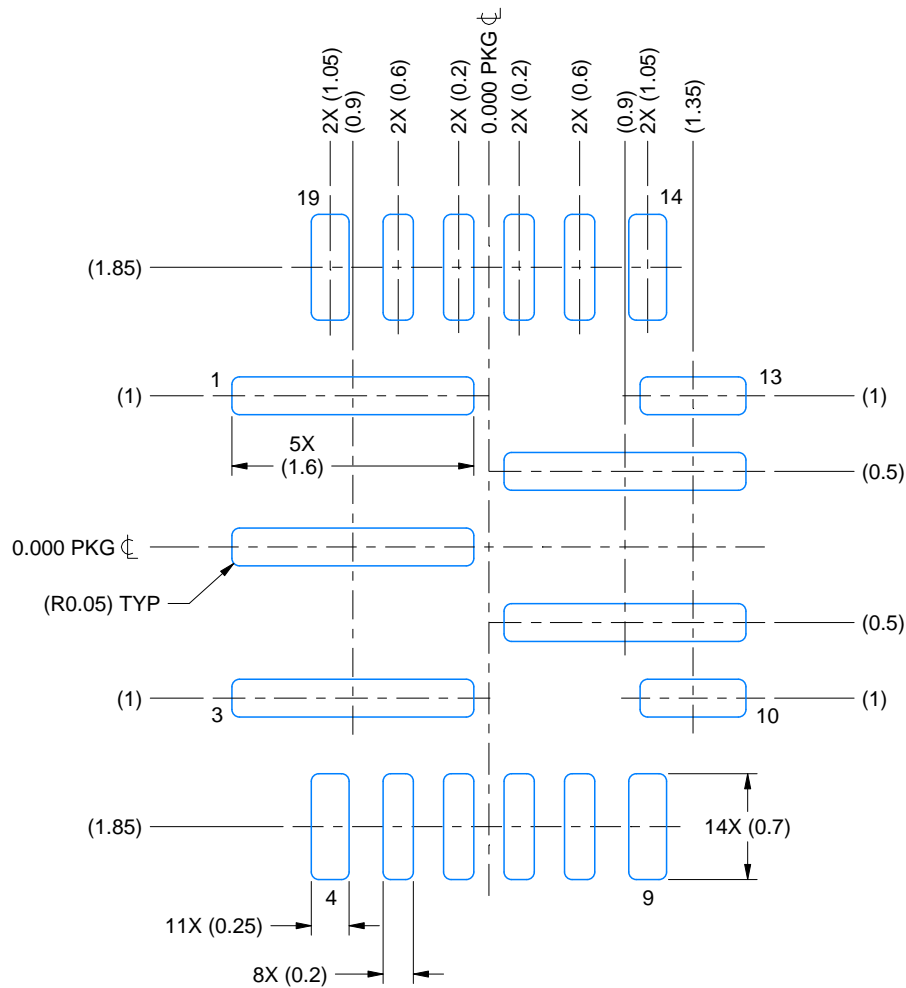 2X (1.05)
(0.9)
2X (0.6)
2X (0.2)
0.000 PKG ℄
2X (0.2)
2X (0.6)
(0.9)
2X (1.05)
(1.35)
19
14
(1.85)
1
13
(1)
(1)
5X
(1.6)
(0.5)
0.000 PKG ℄
(R0.05) TYP
(0.5)
(1)
(1)
3
10
(1.85)
14X (0.7)
4
9
11X (0.25)
8X (0.2)